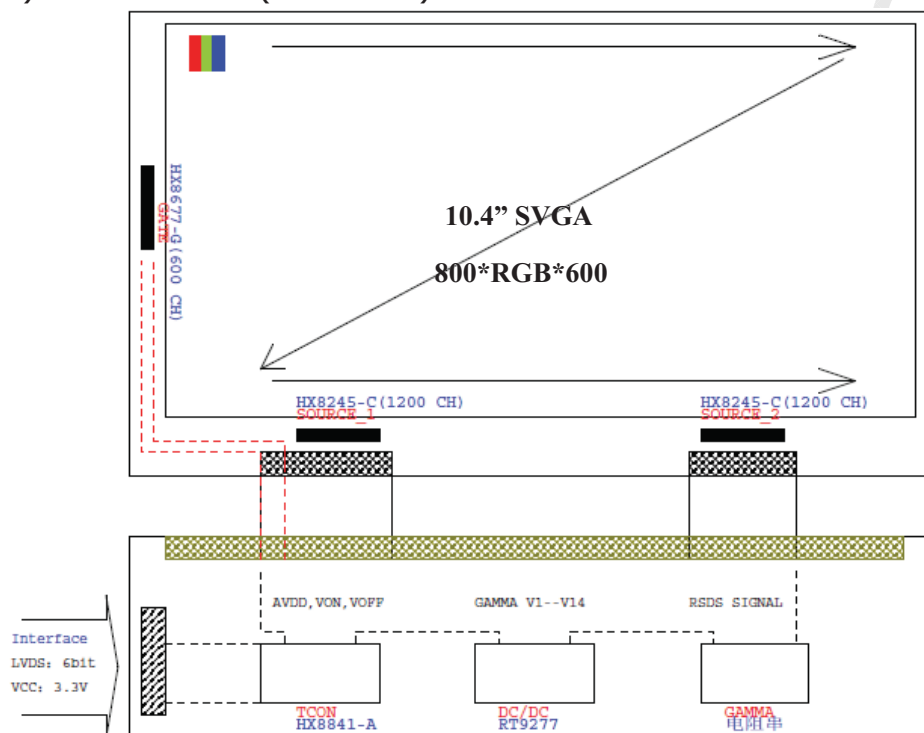 10.4” SVGA
800*RGB*600
HX8677-G(600 CH)
GATE
HX8245-C(1200 CH)
SOURCE_1
HX8245-C(1200 CH)
SOURCE_2
AVDD,VON,VOFF
GAMMA V1--V14
RSDS SIGNAL
Interface
LVDS: 6bit
VCC: 3.3V
TCON
HX8841-A
DC/DC
RT9277
GAMMA
电阻串